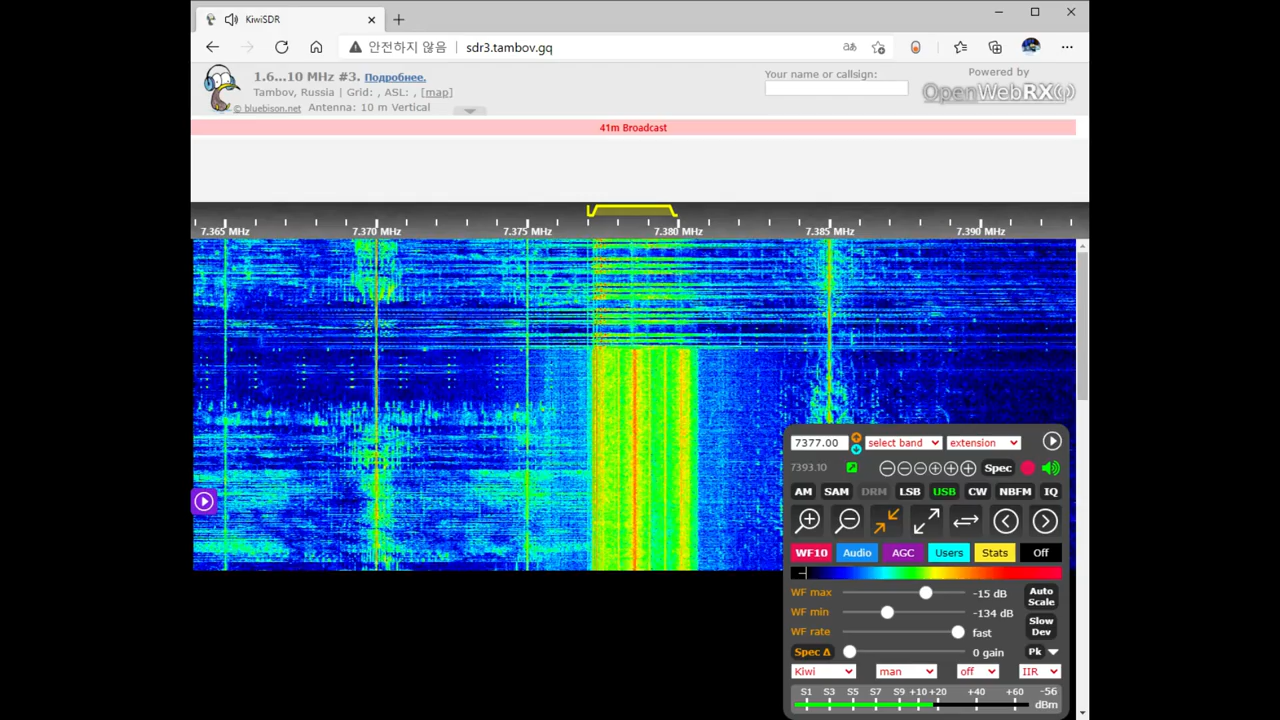 KiwiSDR
안전하지 않음 sdr3.tambov.gq
1.6...10 MHz #3. Подробнее.
Tambov, Russia | Grid: , ASL: , [map]
© bluebison.net Antenna: 10 m Vertical
Your name or callsign:
Powered by
OpenWebRX
41m Broadcast
7.365 MHz 7.370 MHz 7.375 MHz 7.380 MHz 7.385 MHz 7.390 MHz
7377.00 select band extension
7393.10 Spec
AM SAM DRM LSB USB CW NBFM IQ
WF10 Audio AGC Users Stats Off
WF max -15 dB Auto Scale
WF min -134 dB
WF rate fast Slow Dev
Spec Δ 0 gain Pk
Kiwi man off IIR
S1 S3 S5 S7 S9 +10 +20 +40 +60 -56 dBm